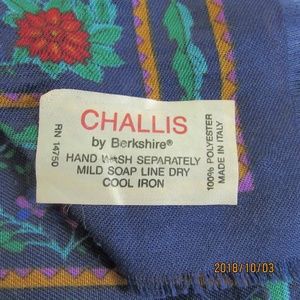 CHALLIS
by Berkshire®
HAND WASH SEPARATELY
MILD SOAP LINE DRY
COOL IRON
RN 14750
100% POLYESTER
MADE IN ITALY
2018/10/03